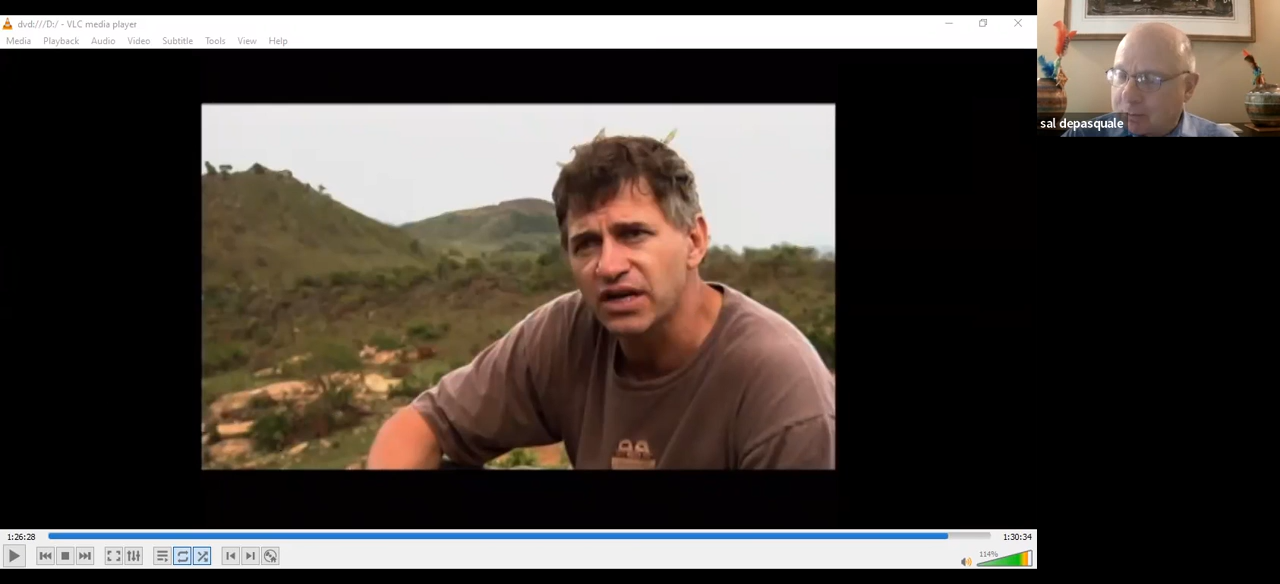 dvd:///D:/ - VLC media player
Media Playback Audio Video Subtitle Tools View Help
sal depasquale
1:26:28
1:30:34
114%